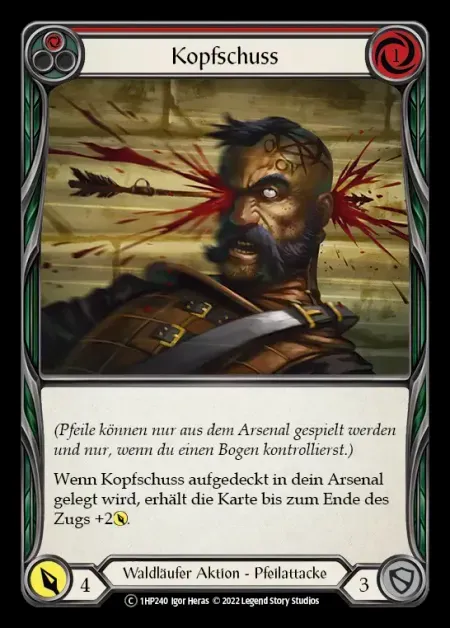 Kopfschuss
1
(Pfeile können nur aus dem Arsenal gespielt werden
und nur, wenn du einen Bogen kontrollierst.)
Wenn Kopfschuss aufgedeckt in dein Arsenal
gelegt wird, erhält die Karte bis zum Ende des
Zugs +2.
4
Waldläufer Aktion - Pfeilattacke
3
C 1HP240 Igor Heras © 2022 Legend Story Studios